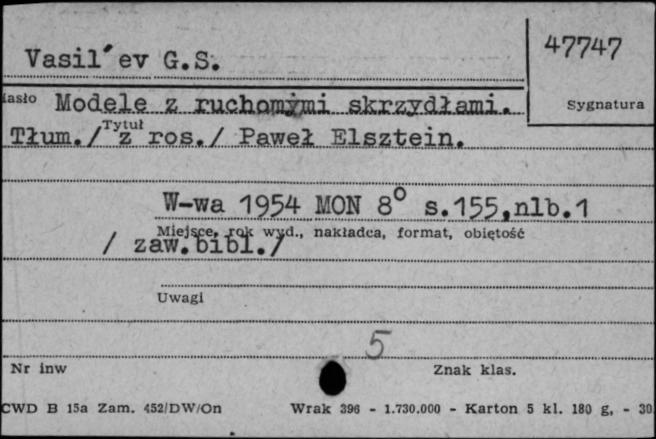 Vasil'ev G.S.
47747
iasło Modele z ruchomymi skrzydłami.
Sygnatura
Tytuł
Tłum./ z ros./ Paweł Elsztein.
W-wa 1954 MON 8° s.155,nlb.1
Miejsce, rok wyd., nakładca, format, objętość
/ zaw.bibl./
Uwagi
5
Nr inw
Znak klas.
CWD B 15a Zam. 452/DW/On Wrak 396 - 1.730.000 - Karton 5 kl. 180 g, - 30